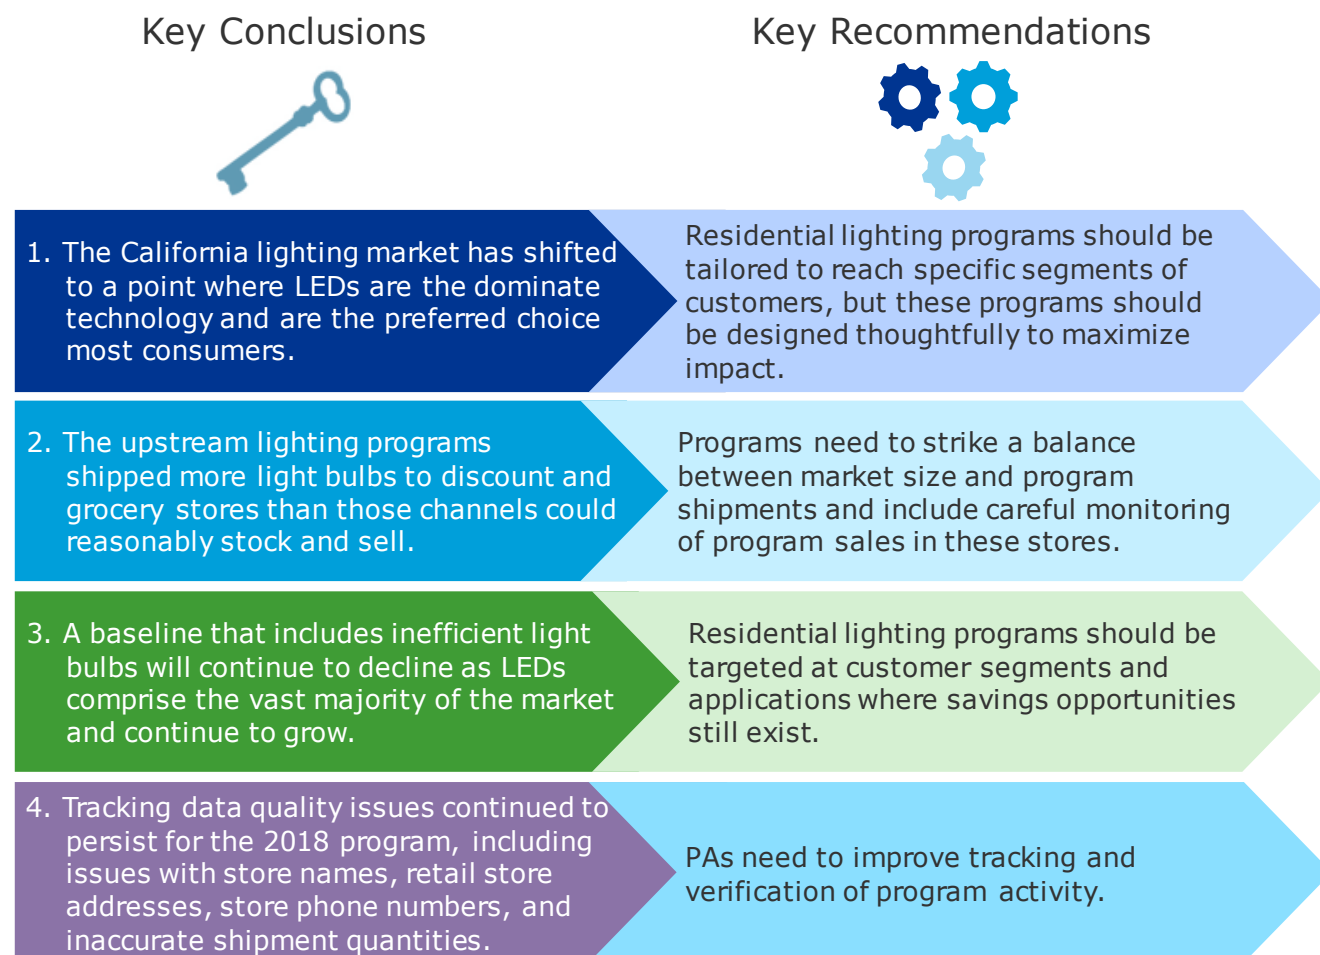 Key Conclusions
Key Recommendations
1. The California lighting market has shifted
to a point where LEDs are the dominate
technology and are the preferred choice
most consumers.
Residential lighting programs should be
tailored to reach specific segments of
customers, but these programs should
be designed thoughtfully to maximize
impact.
2. The upstream lighting programs
shipped more light bulbs to discount and
grocery stores than those channels could
reasonably stock and sell.
Programs need to strike a balance
between market size and program
shipments and include careful monitoring
of program sales in these stores.
3. A baseline that includes inefficient light
bulbs will continue to decline as LEDs
comprise the vast majority of the market
and continue to grow.
Residential lighting programs should be
targeted at customer segments and
applications where savings opportunities
still exist.
4. Tracking data quality issues continued to
persist for the 2018 program, including
issues with store names, retail store
addresses, store phone numbers, and
inaccurate shipment quantities.
PAs need to improve tracking and
verification of program activity.